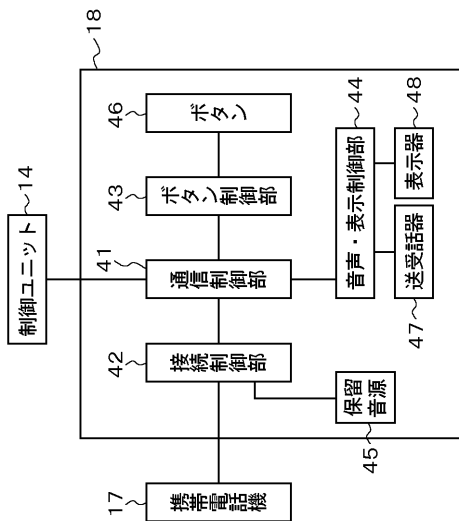 18
14
制御ユニット
46
ボタン
43
ボタン制御部
41
通信制御部
42
接続制御部
17
携帯電話機
44
音声・表示制御部
48
表示器
47
送受話器
45
保留
音源